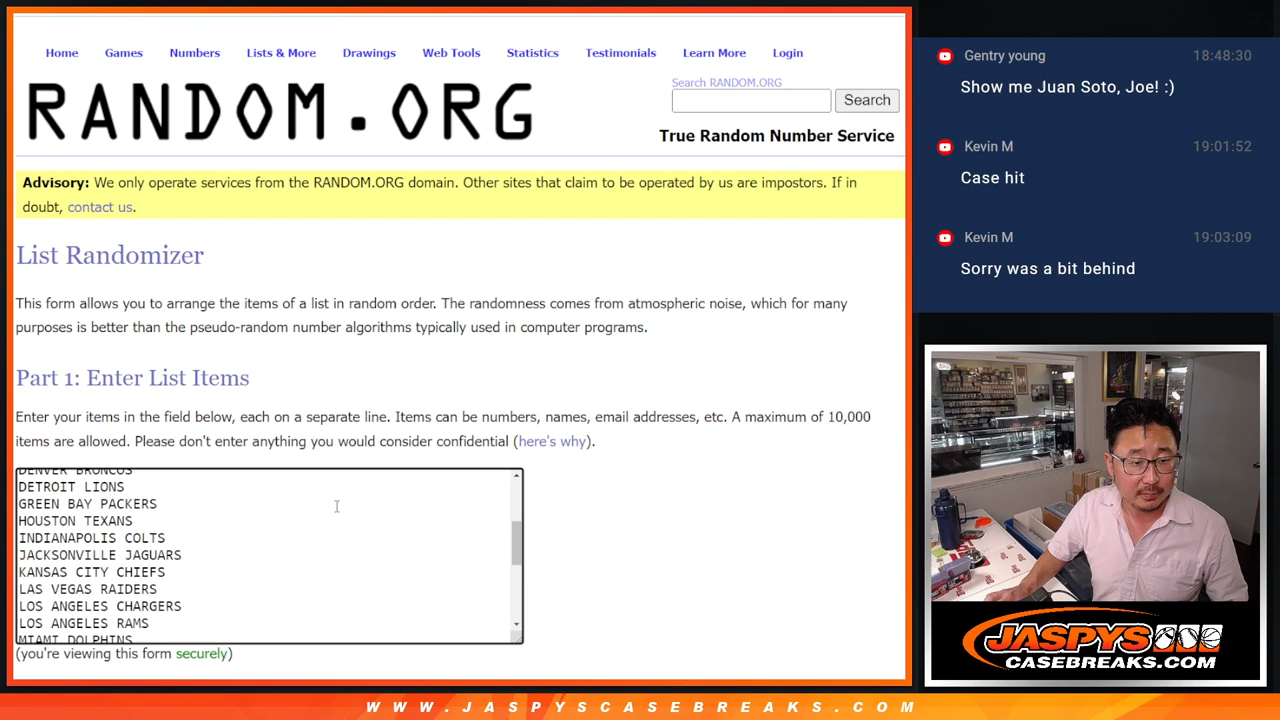 Home Games Numbers Lists & More Drawings Web Tools Statistics Testimonials Learn More Login
RANDOM.ORG
Search RANDOM.ORG
Search
True Random Number Service
Advisory: We only operate services from the RANDOM.ORG domain. Other sites that claim to be operated by us are impostors. If in
doubt, contact us.
List Randomizer
This form allows you to arrange the items of a list in random order. The randomness comes from atmospheric noise, which for many
purposes is better than the pseudo-random number algorithms typically used in computer programs.
Part 1: Enter List Items
Enter your items in the field below, each on a separate line. Items can be numbers, names, email addresses, etc. A maximum of 10,000
items are allowed. Please don't enter anything you would consider confidential (here's why).
DENVER BRONCOS
DETROIT LIONS
GREEN BAY PACKERS
HOUSTON TEXANS
INDIANAPOLIS COLTS
JACKSONVILLE JAGUARS
KANSAS CITY CHIEFS
LAS VEGAS RAIDERS
LOS ANGELES CHARGERS
LOS ANGELES RAMS
MIAMI DOLPHINS
(you're viewing this form securely)
Gentry young 18:48:30
Show me Juan Soto, Joe! :)
Kevin M 19:01:52
Case hit
Kevin M 19:03:09
Sorry was a bit behind
JASPYS
CASEBREAKS.COM
WWW.JASPYSCASEBREAKS.COM